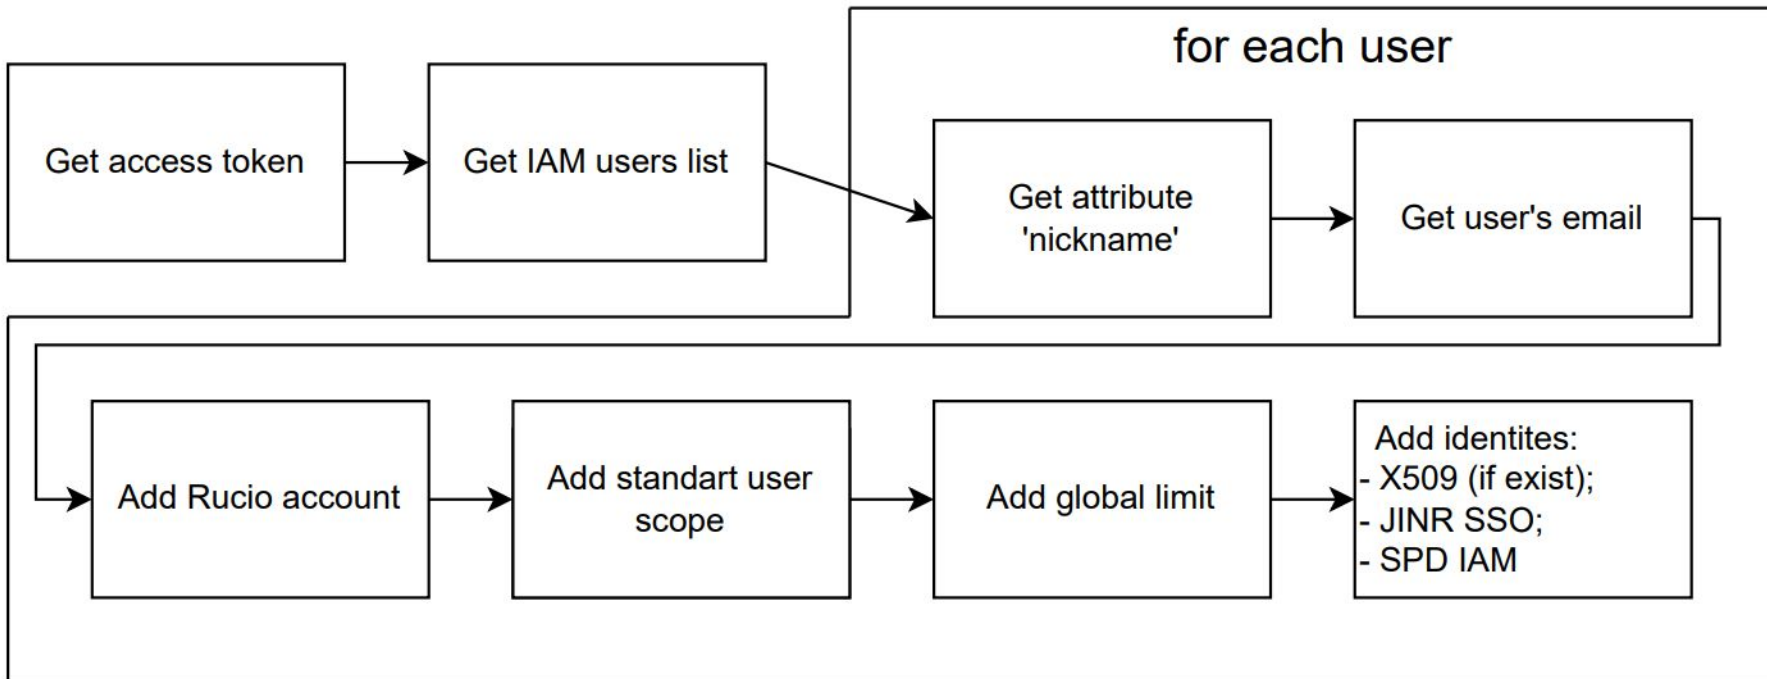 for each user
Get access token
Get IAM users list
Get attribute
'nickname'
Get user's email
Add Rucio account
Add standart user
scope
Add global limit
Add identites:
- X509 (if exist);
- JINR SSO;
- SPD IAM